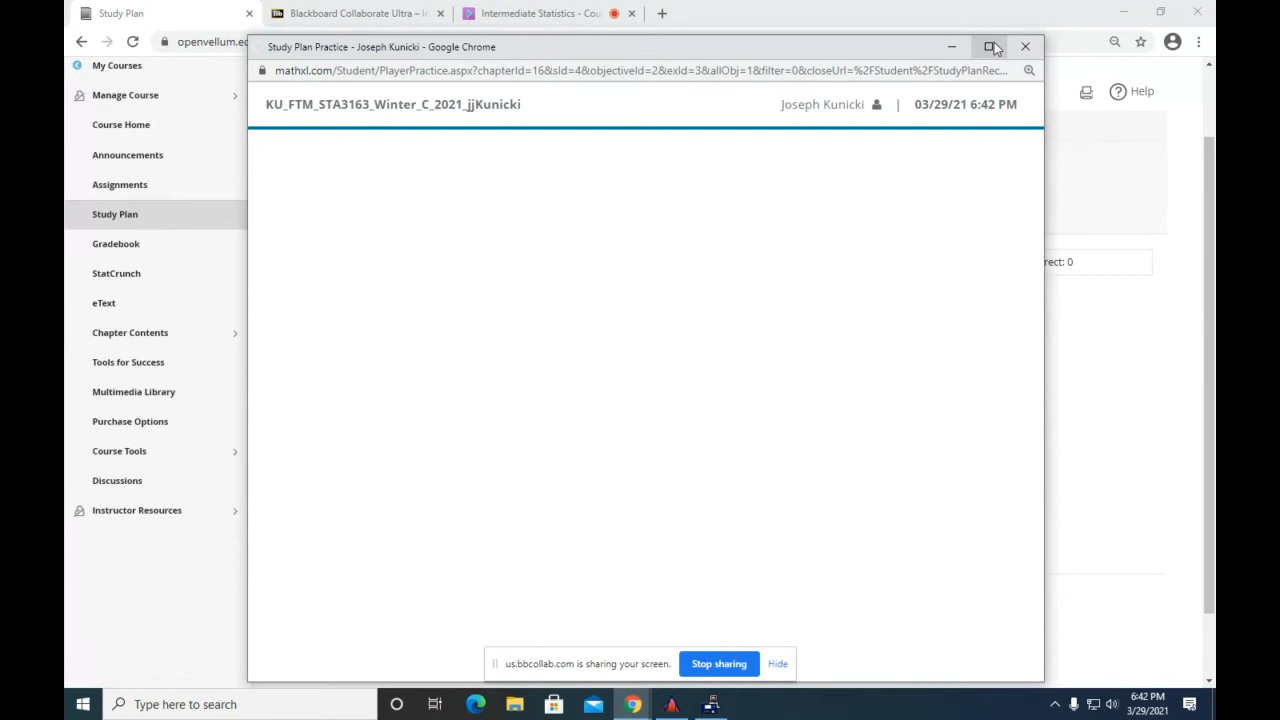 Study Plan
Blackboard Collaborate Ultra – In
Intermediate Statistics - Cou
openvellum.ec
Study Plan Practice - Joseph Kunicki - Google Chrome
mathxl.com/Student/PlayerPractice.aspx?chapterId=16&sId=4&objectiveId=2&exId=3&allObj=1&filter=0&closeUrl=%2FStudent%2FStudyPlanRec...
KU_FTM_STA3163_Winter_C_2021_jjKunicki
Joseph Kunicki | 03/29/21 6:42 PM
Help
My Courses
Manage Course
Course Home
Announcements
Assignments
Study Plan
Gradebook
StatCrunch
eText
Chapter Contents
Tools for Success
Multimedia Library
Purchase Options
Course Tools
Discussions
Instructor Resources
rect: 0
us.bbcollab.com is sharing your screen.
Stop sharing
Hide
Type here to search
6:42 PM
3/29/2021